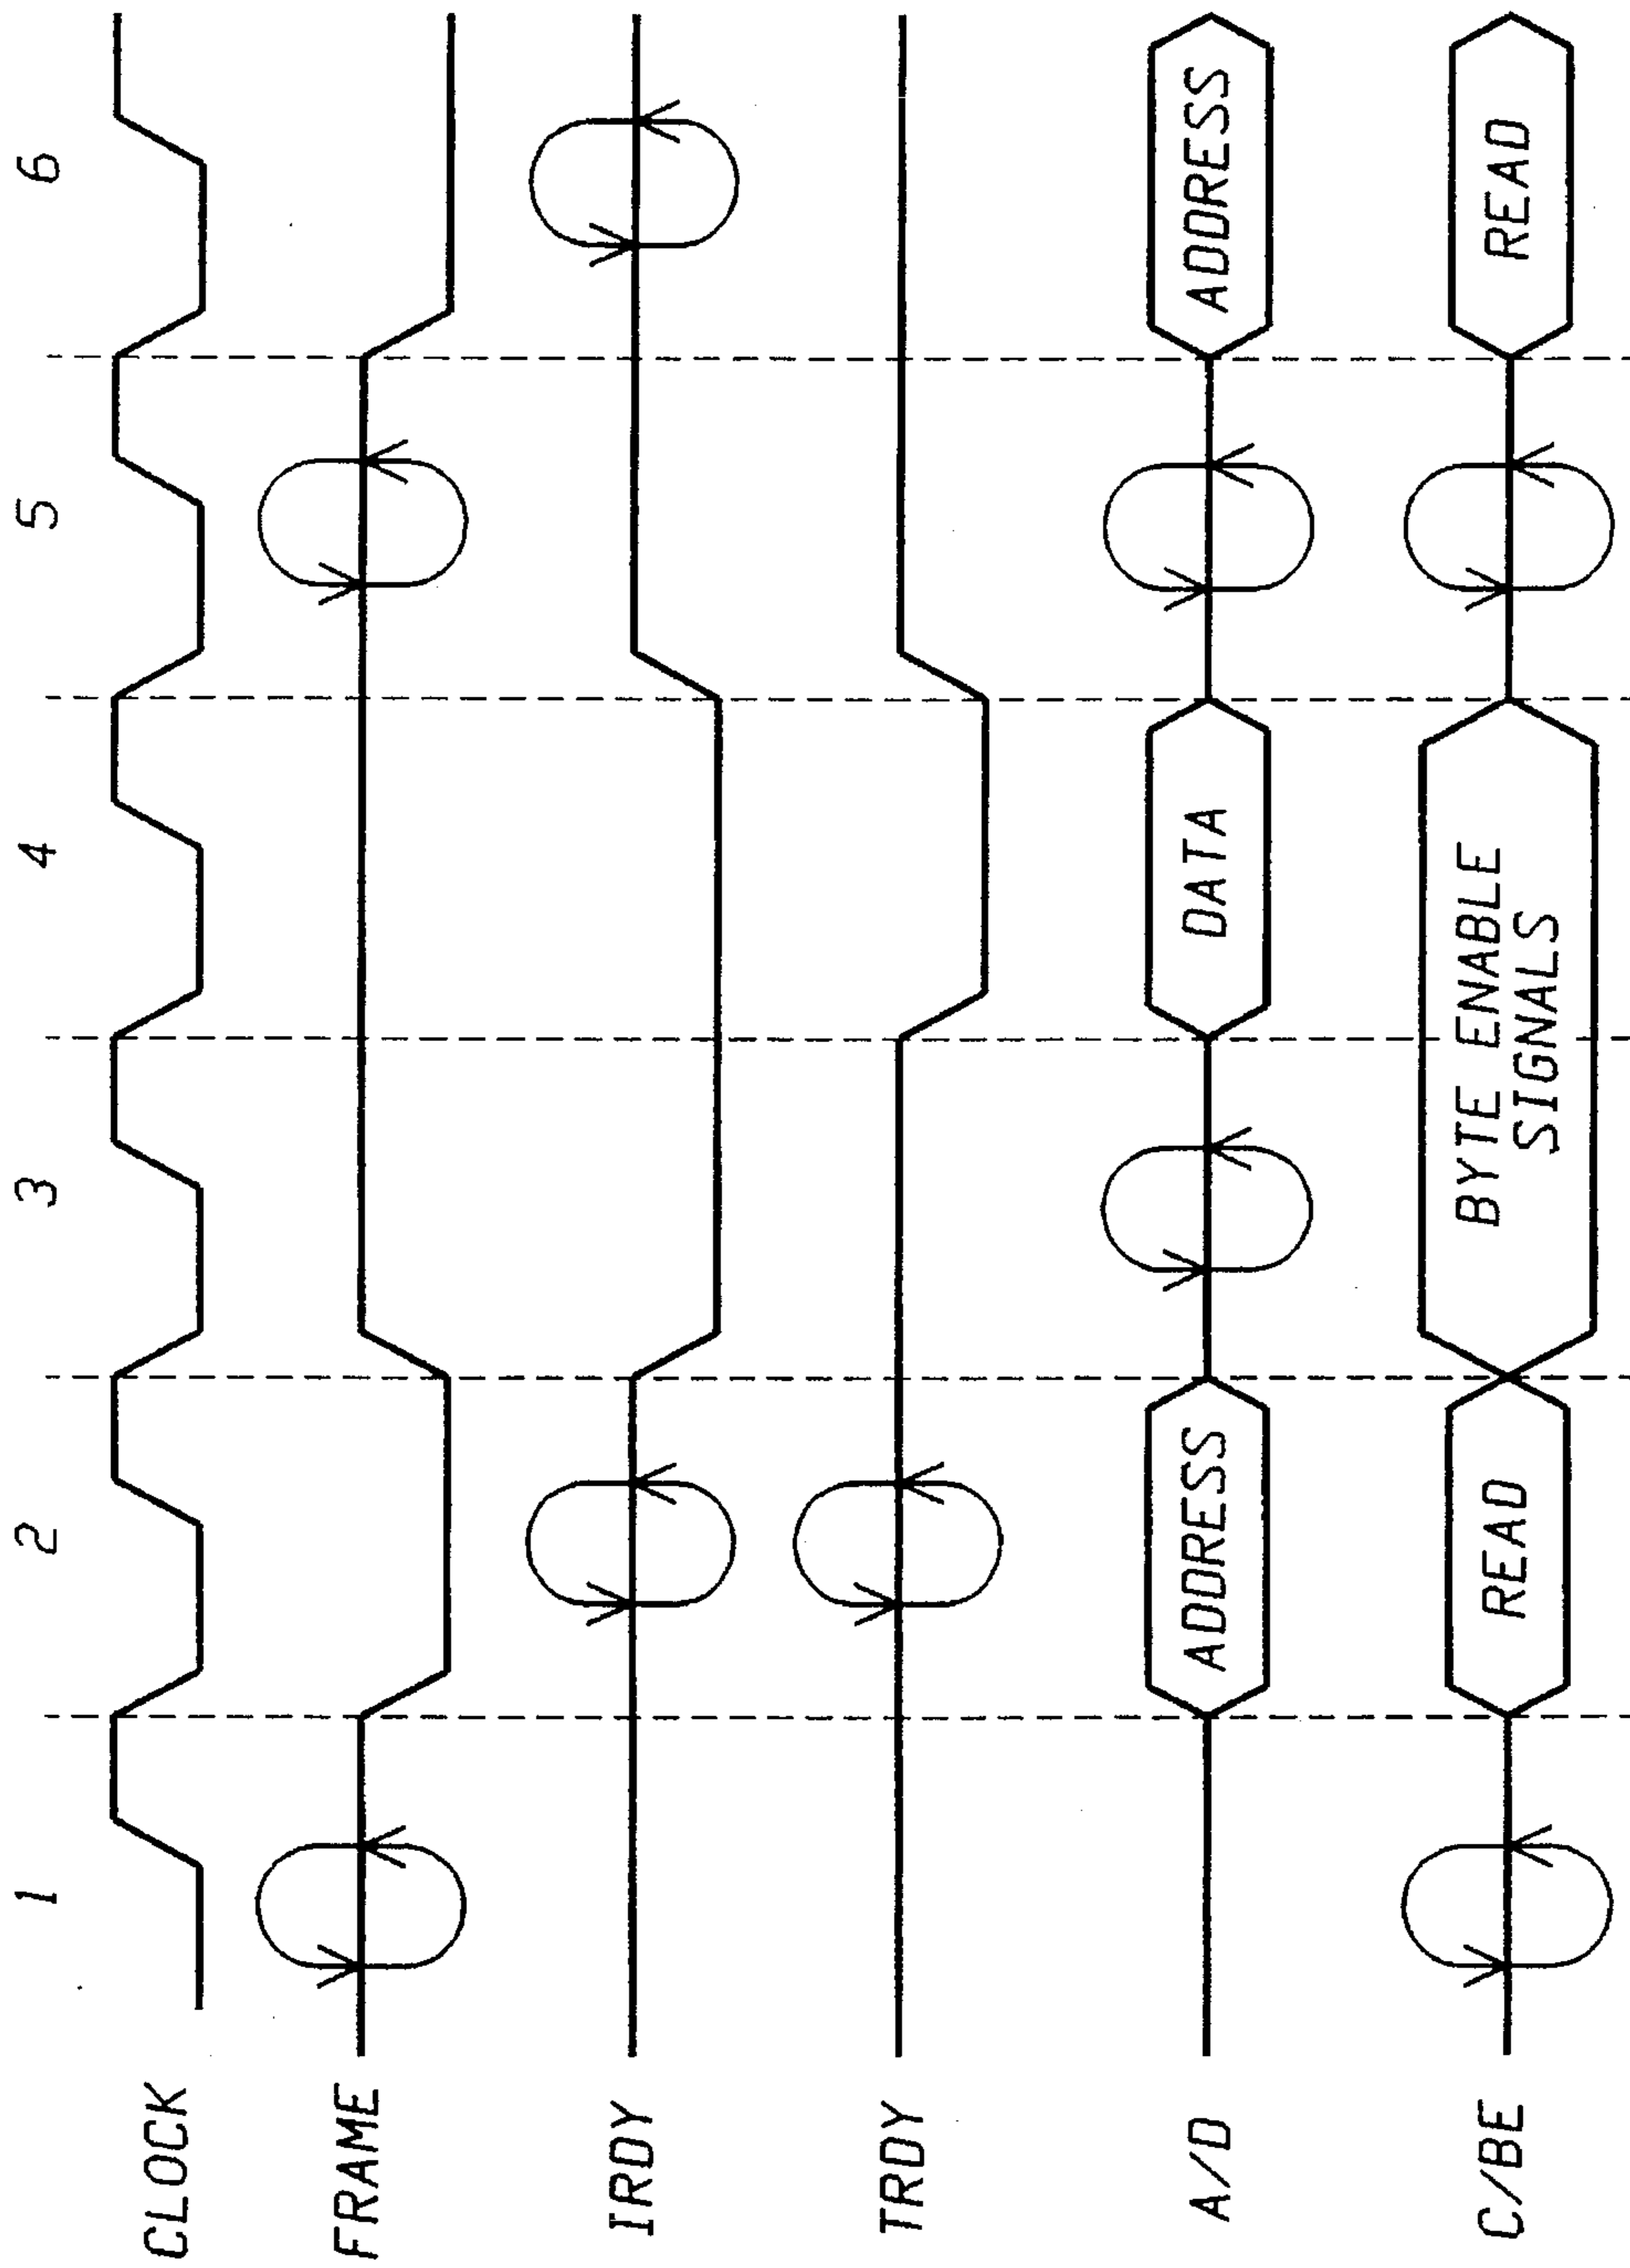 1 2 3 4 5 6
CLOCK
FRAME
IRDY
TRDY
A/D ADDRESS DATA ADDRESS
C/BE READ BYTE ENABLE
SIGNALS READ